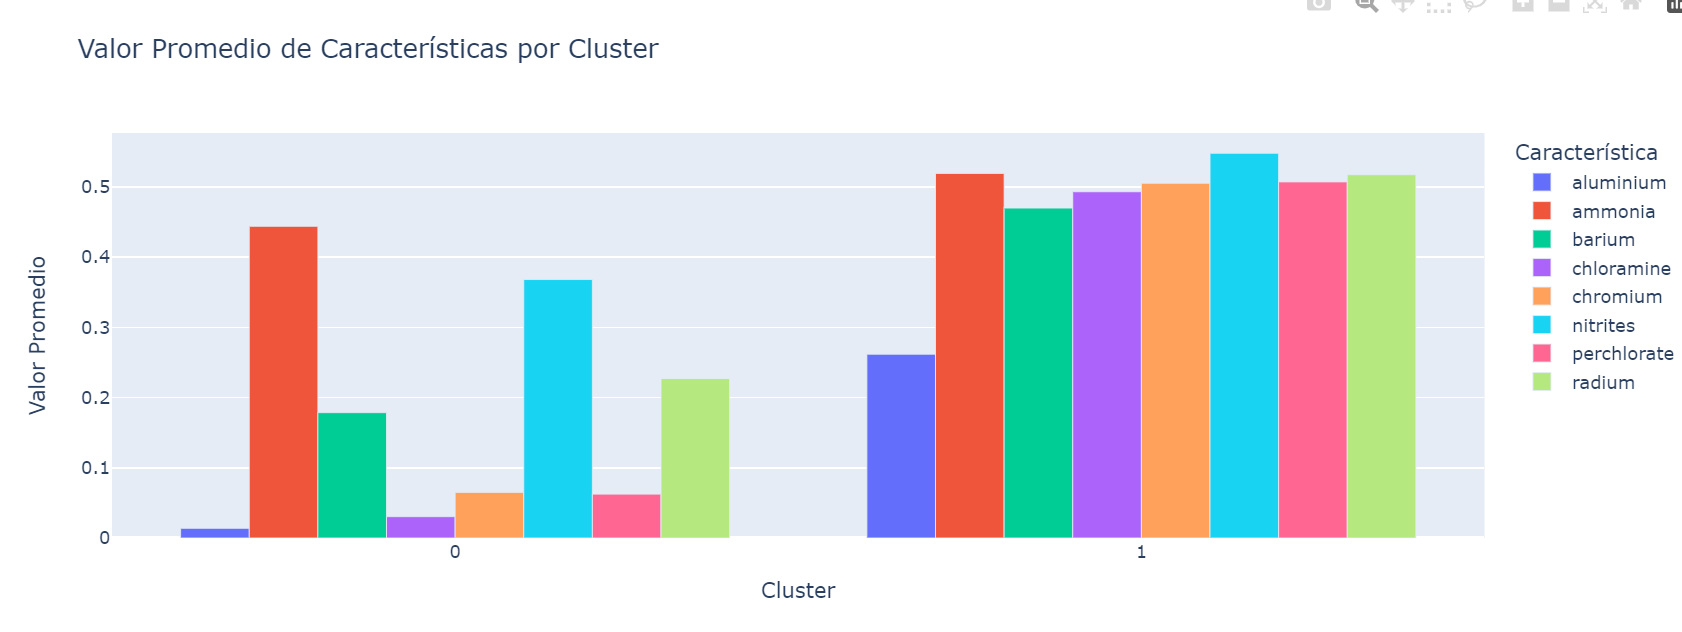 Valor Promedio de Características por Cluster
Valor Promedio
0.5
0.4
0.3
0.2
0.1
0
0
1
Cluster
Característica
aluminium
ammonia
barium
chloramine
chromium
nitrites
perchlorate
radium